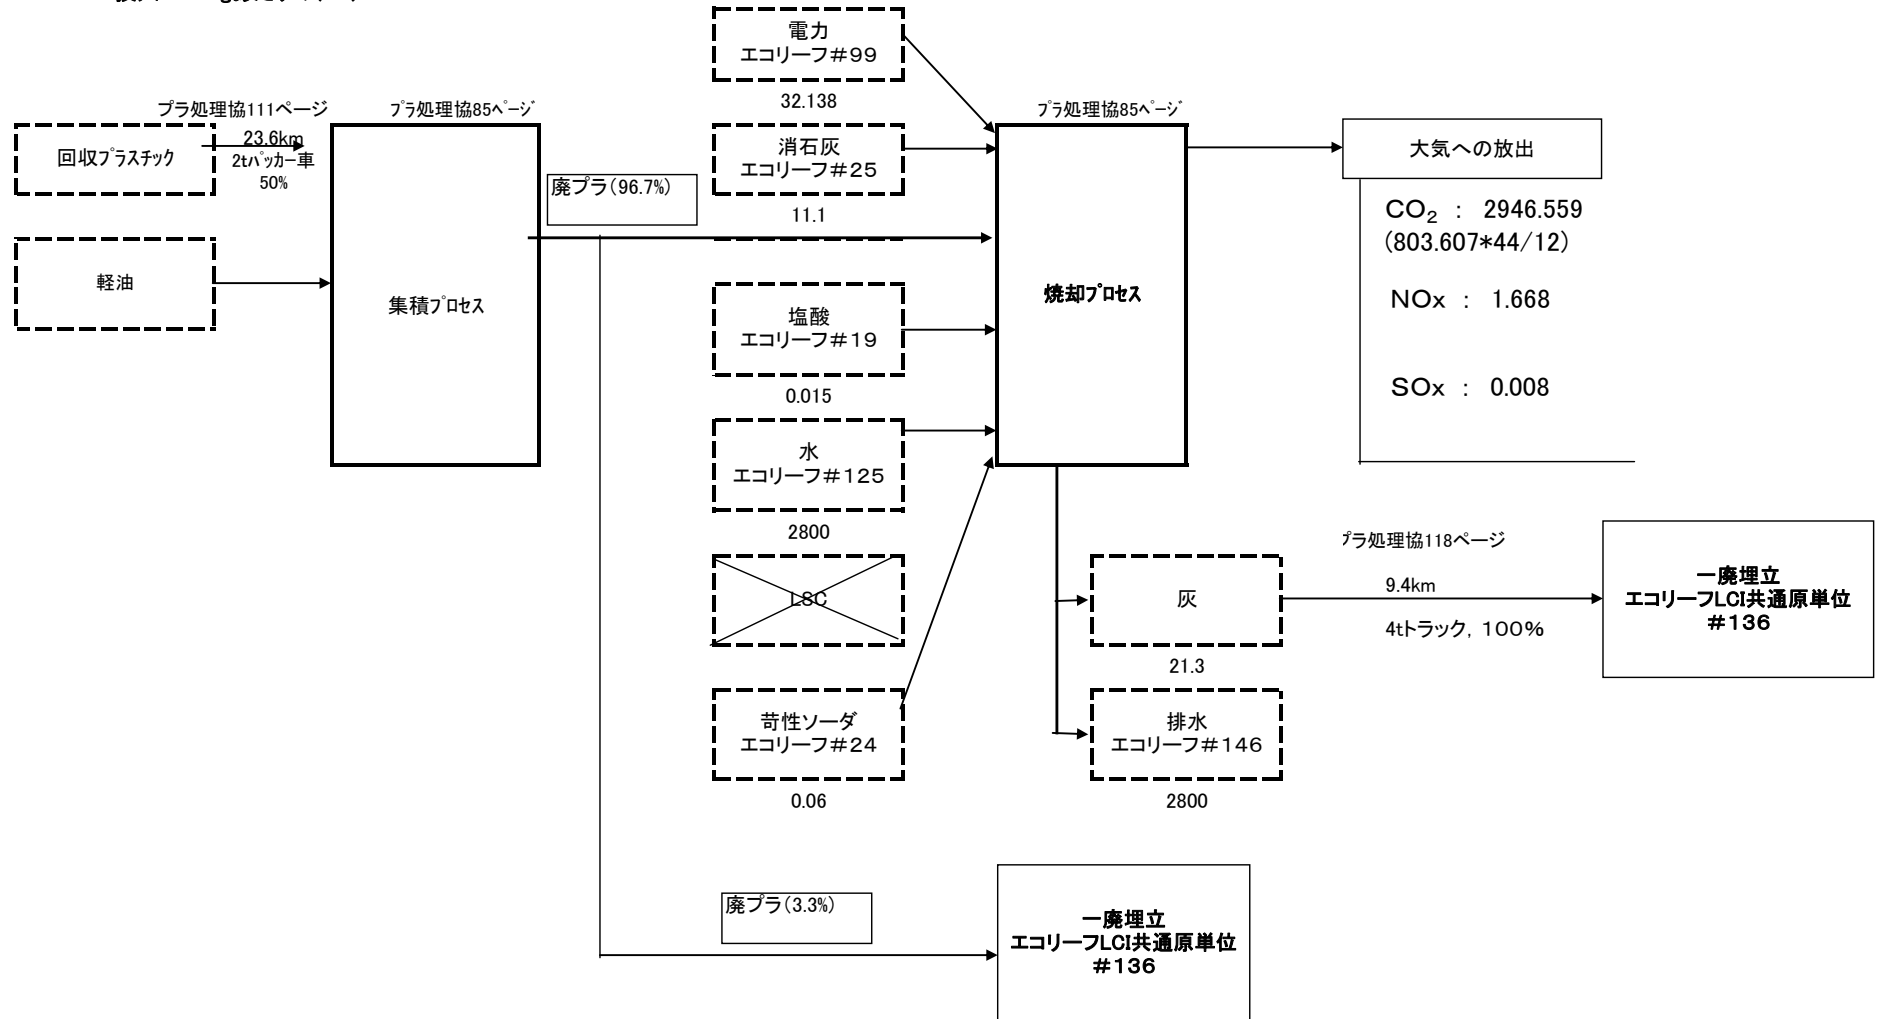 電力
エコリーフ＃９９
32.138
プラ処理協111ページ
ﾌﾟﾗ処理協85ﾍﾟｰｼﾞ
ﾌﾟﾗ処理協85ﾍﾟｰｼﾞ
回収ﾌﾟﾗｽﾁｯｸ
23.6km
2tﾊﾟｯｶｰ車
50%
消石灰
エコリーフ＃２５
11.1
大気への放出
廃プラ（96.7%）
CO₂ ： 2946.559
(803.607*44/12)
NOx ： 1.668
SOx ： 0.008
軽油
集積ﾌﾟﾛｾｽ
焼却ﾌﾟﾛｾｽ
塩酸
エコリーフ＃１９
0.015
水
エコリーフ＃１２５
2800
LSC
灰
21.3
プラ処理協118ページ
9.4km
4tトラック，１００％
一廃埋立
エコリーフLCI共通原単位
＃１３６
苛性ソーダ
エコリーフ＃２４
0.06
排水
エコリーフ＃１４６
2800
廃プラ（3.3%）
一廃埋立
エコリーフLCI共通原単位
＃１３６